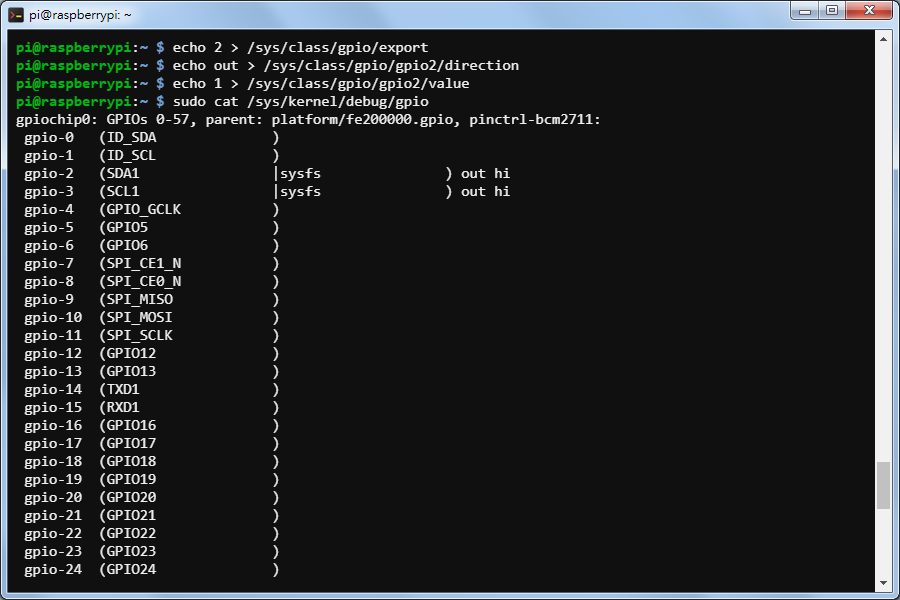 pi@raspberrypi: ~
pi@raspberrypi:~ $ echo 2 > /sys/class/gpio/export
pi@raspberrypi:~ $ echo out > /sys/class/gpio/gpio2/direction
pi@raspberrypi:~ $ echo 1 > /sys/class/gpio/gpio2/value
pi@raspberrypi:~ $ sudo cat /sys/kernel/debug/gpio
gpiochip0: GPIOs 0-57, parent: platform/fe200000.gpio, pinctrl-bcm2711:
 gpio-0   (ID_SDA              )
 gpio-1   (ID_SCL              )
 gpio-2   (SDA1                |sysfs               ) out hi
 gpio-3   (SCL1                |sysfs               ) out hi
 gpio-4   (GPIO_GCLK           )
 gpio-5   (GPIO5               )
 gpio-6   (GPIO6               )
 gpio-7   (SPI_CE1_N           )
 gpio-8   (SPI_CE0_N           )
 gpio-9   (SPI_MISO            )
 gpio-10  (SPI_MOSI            )
 gpio-11  (SPI_SCLK            )
 gpio-12  (GPIO12              )
 gpio-13  (GPIO13              )
 gpio-14  (TXD1                )
 gpio-15  (RXD1                )
 gpio-16  (GPIO16              )
 gpio-17  (GPIO17              )
 gpio-18  (GPIO18              )
 gpio-19  (GPIO19              )
 gpio-20  (GPIO20              )
 gpio-21  (GPIO21              )
 gpio-22  (GPIO22              )
 gpio-23  (GPIO23              )
 gpio-24  (GPIO24              )